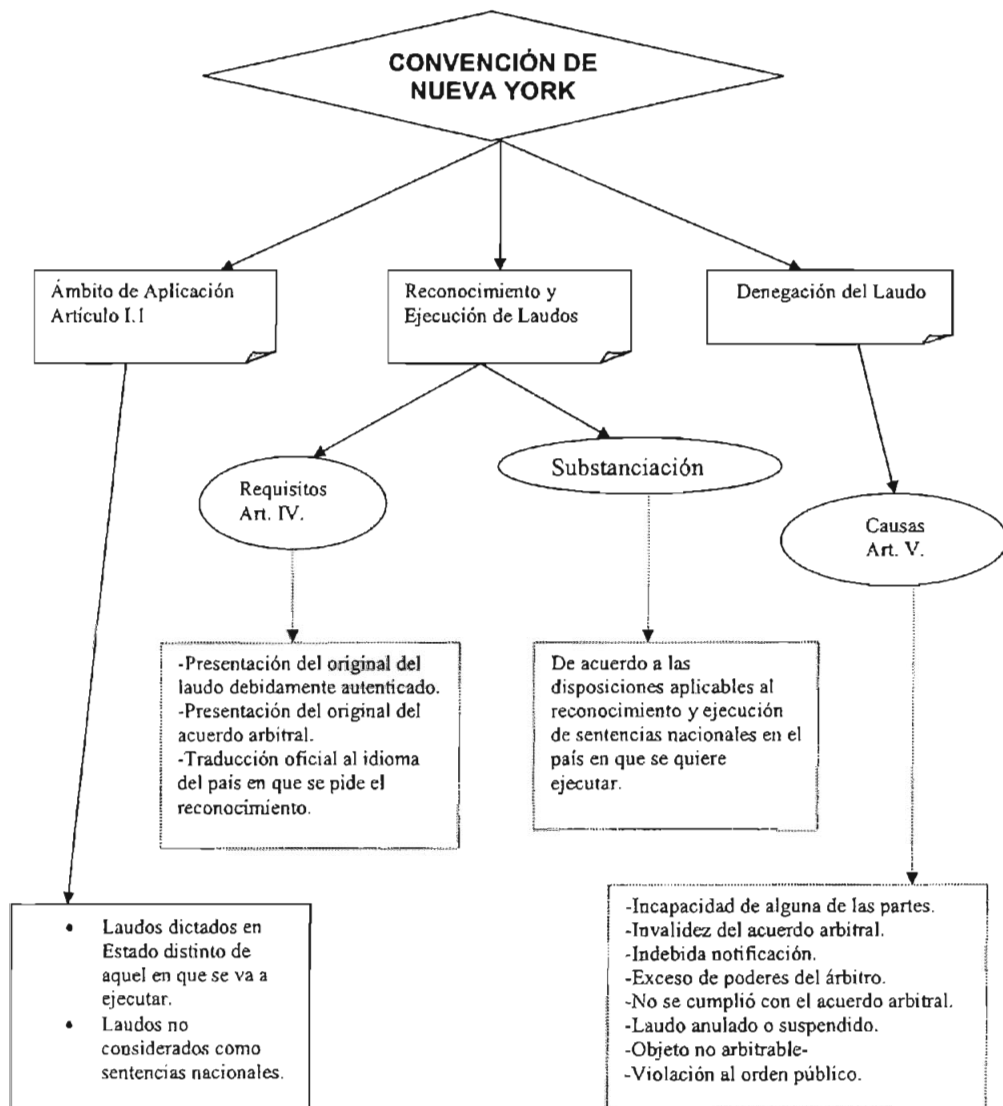 CONVENCIÓN DE
NUEVA YORK
Ámbito de Aplicación
Artículo I.1
Reconocimiento y
Ejecución de Laudos
Denegación del Laudo
Requisitos
Art. IV.
Substanciación
Causas
Art. V.
-Presentación del original del
laudo debidamente autenticado.
-Presentación del original del
acuerdo arbitral.
-Traducción oficial al idioma
del país en que se pide el
reconocimiento.
De acuerdo a las
disposiciones aplicables al
reconocimiento y ejecución
de sentencias nacionales en el
país en que se quiere
ejecutar.
• Laudos dictados en
Estado distinto de
aquel en que se va a
ejecutar.
• Laudos no
considerados como
sentencias nacionales.
-Incapacidad de alguna de las partes.
-Invalidez del acuerdo arbitral.
-Indebida notificación.
-Exceso de poderes del árbitro.
-No se cumplió con el acuerdo arbitral.
-Laudo anulado o suspendido.
-Objeto no arbitrable-
-Violación al orden público.